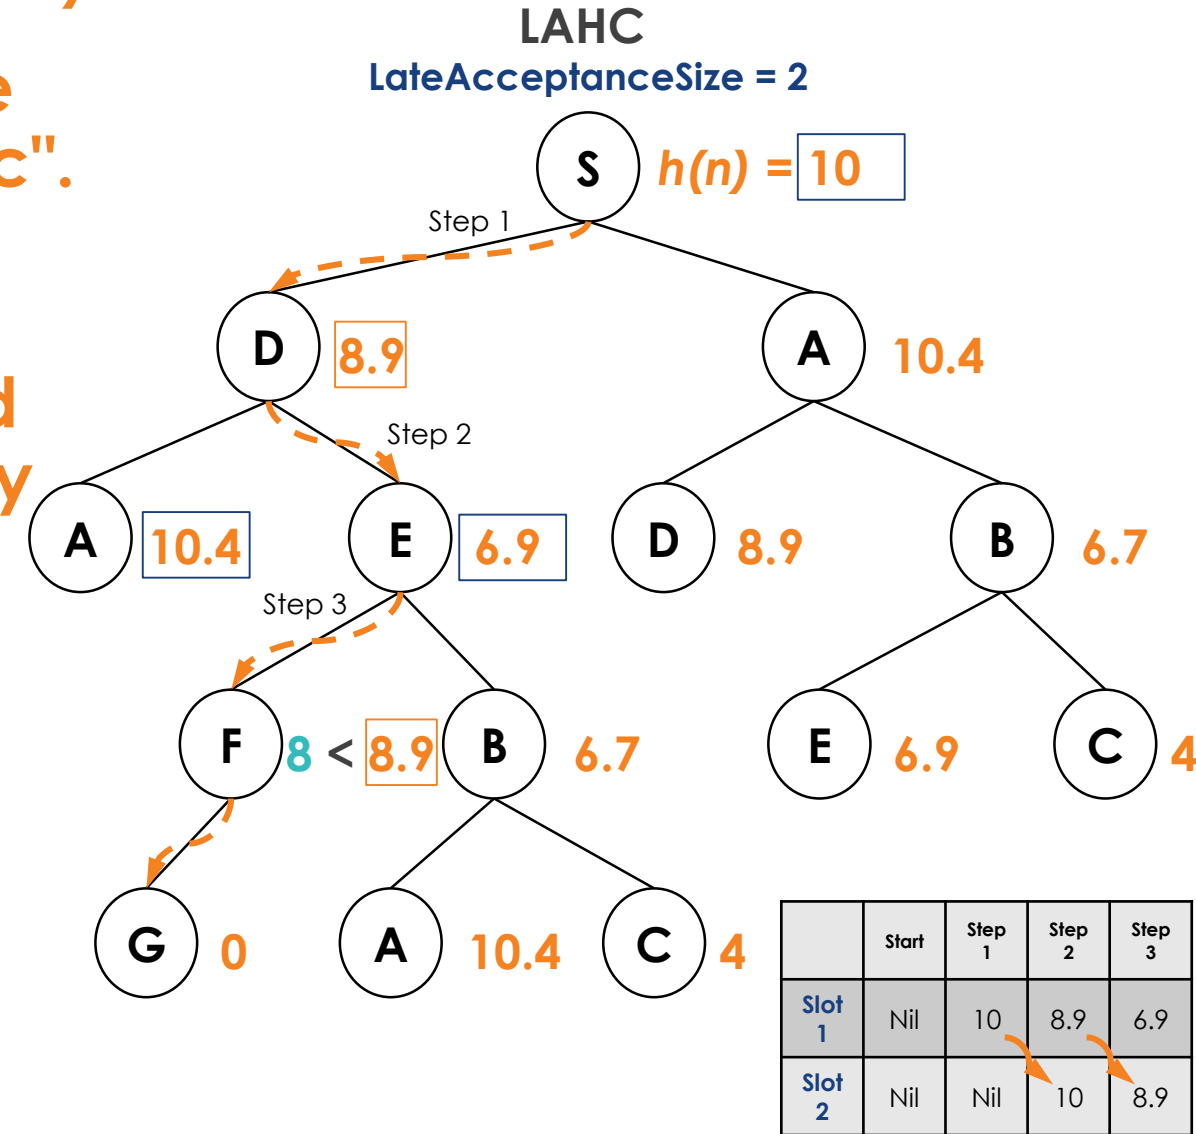 LAHC
LateAcceptanceSize = 2
e
c".
d
y
S h(n) = 10
Step 1
D 8.9 A 10.4
Step 2
A 10.4 E 6.9 D 8.9 B 6.7
Step 3
F 8 < 8.9 B 6.7 E 6.9 C 4
G 0 A 10.4 C 4
Start Step 1 Step 2 Step 3
Slot 1 Nil 10 8.9 6.9
Slot 2 Nil Nil 10 8.9